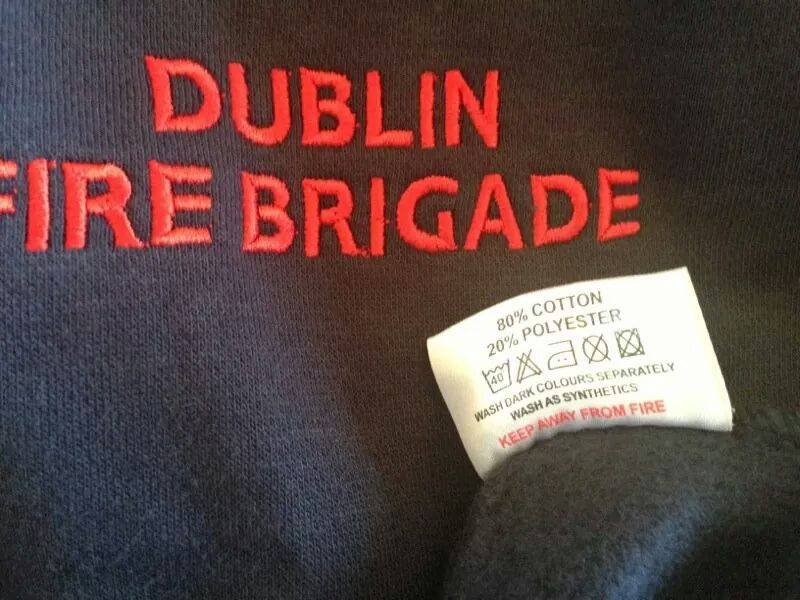 DUBLIN
FIRE BRIGADE
80% COTTON
20% POLYESTER
40
WASH DARK COLOURS SEPARATELY
WASH AS SYNTHETICS
KEEP AWAY FROM FIRE